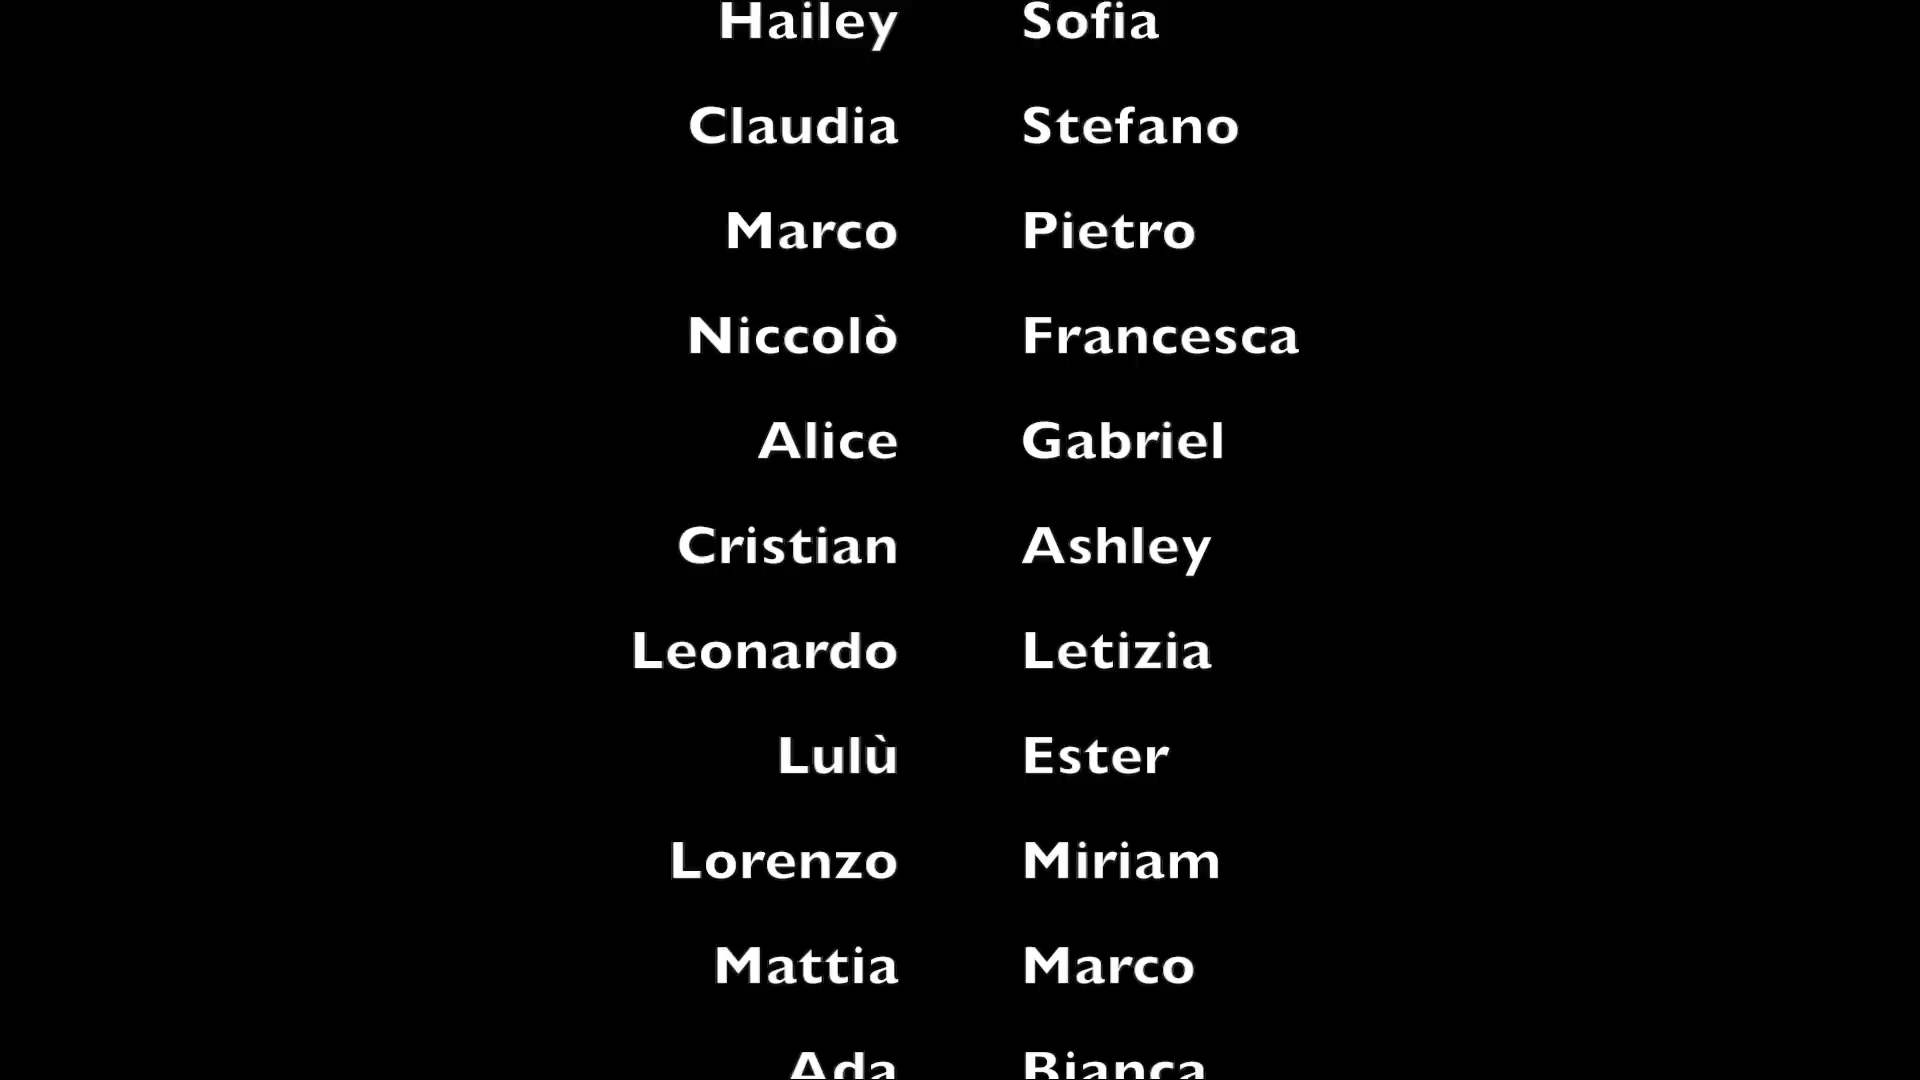 Hailey Sofia
Claudia Stefano
Marco Pietro
Niccolò Francesca
Alice Gabriel
Cristian Ashley
Leonardo Letizia
Lulù Ester
Lorenzo Miriam
Mattia Marco
Ada Bianca